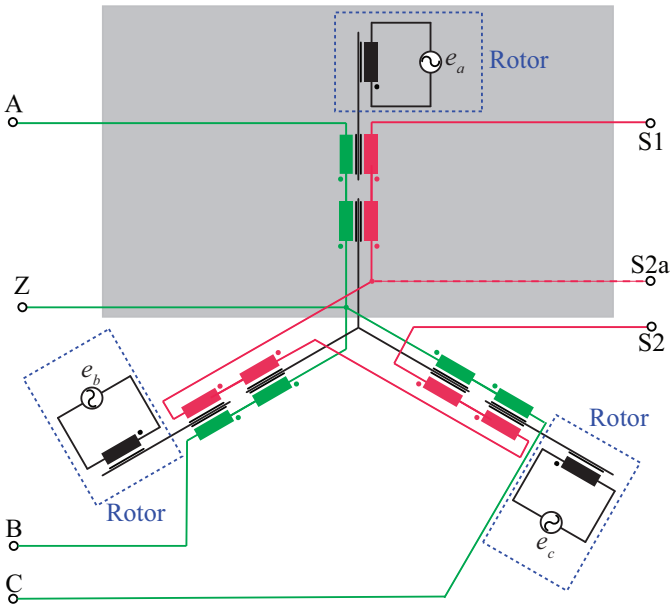 e_a
Rotor
A
S1
S2a
Z
S2
e_b
Rotor
Rotor
B
e_c
C